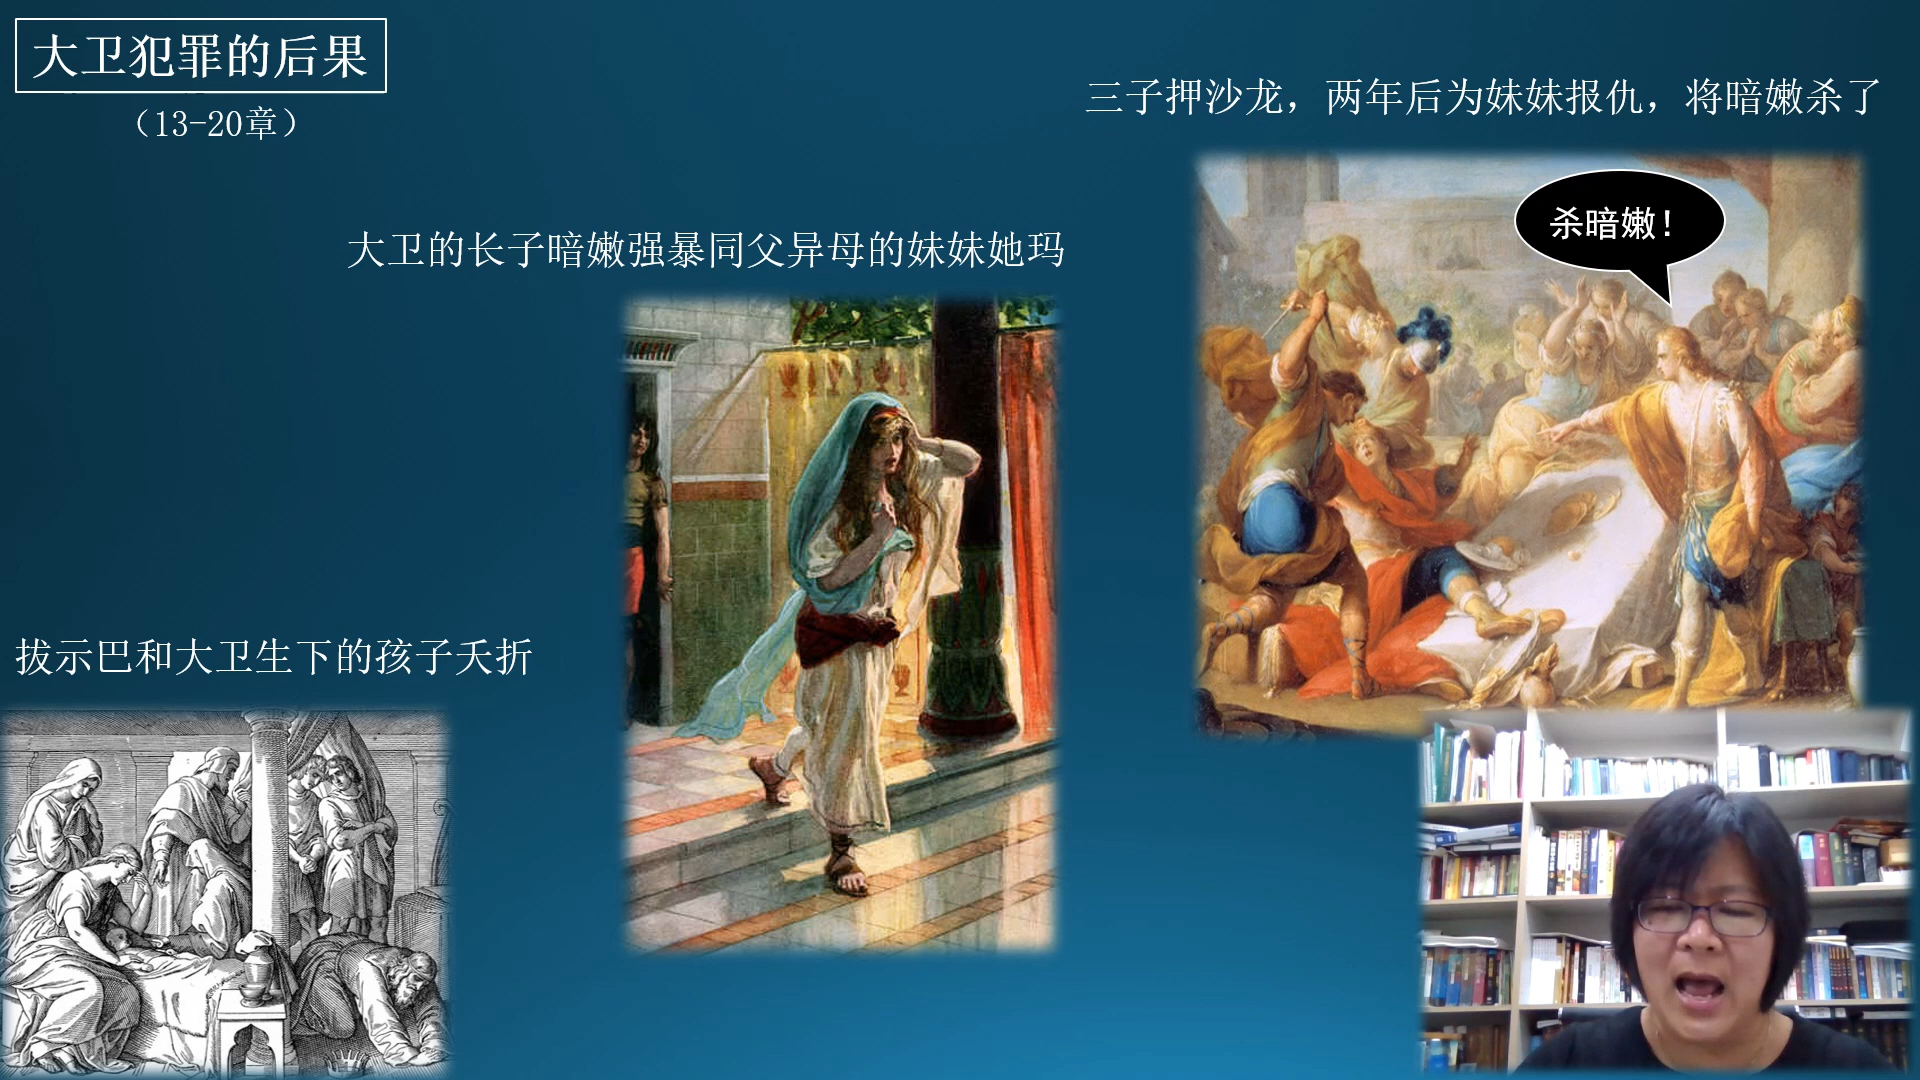 大卫犯罪的后果
（13-20章）
三子押沙龙，两年后为妹妹报仇，将暗嫩杀了
杀暗嫩！
大卫的长子暗嫩强暴同父异母的妹妹她玛
拔示巴和大卫生下的孩子夭折